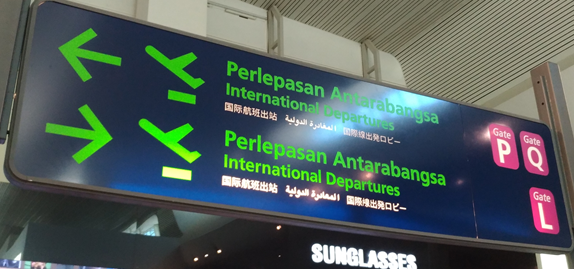 Perlepasan Antarabangsa
International Departures
国际航班出站 المغادرة الدولية 国際線出発ロビー
Gate P
Gate Q
Perlepasan Antarabangsa
International Departures
国际航班出站 المغادرة الدولية 国際線出発ロビー
Gate L
SUNGLASSES